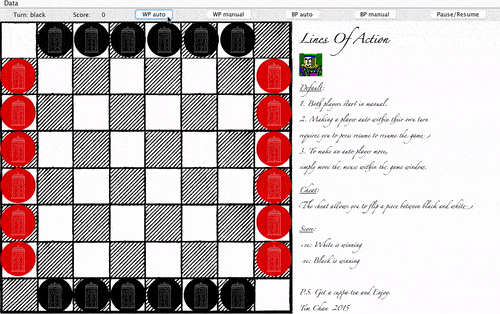 Data
Turn: black Score: 0 WP auto WP manual BP auto BP manual Pause/Resume
Lines Of Action
Default:
1. Both players start in manual.
2. Making a player auto within their own turn
requires you to press resume to resume the game.
3. To make an auto player move,
simply move the mouse within the game window.
Cheat:
The cheat allows you to flip a piece between black and white.
Score:
+ve: White is winning
-ve: Black is winning
P.S. Get a cuppa tea and Enjoy.
Tim Chan 2015